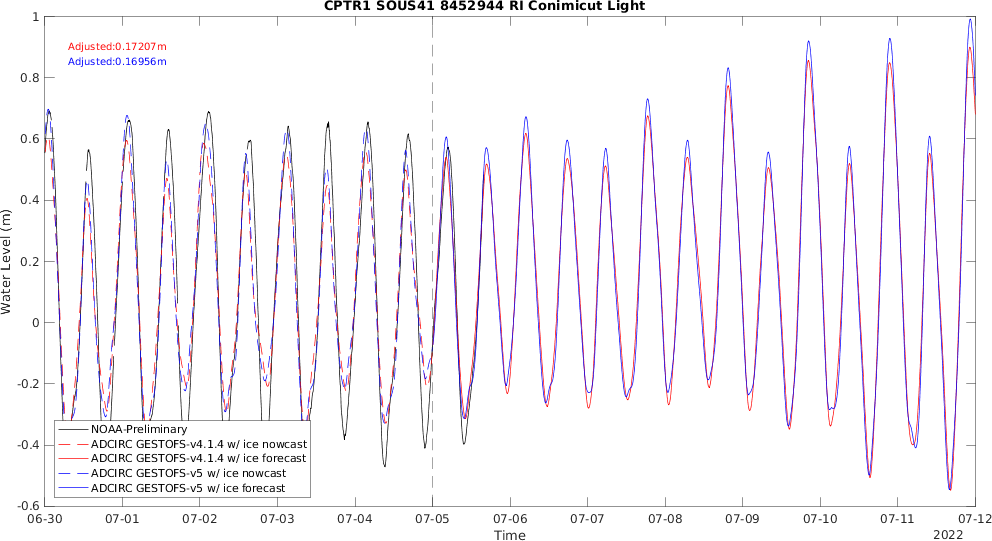 CPTR1 SOUS41 8452944 RI Conimicut Light
Adjusted:0.17207m
Adjusted:0.16956m
Water Level (m)
1
0.8
0.6
0.4
0.2
0
-0.2
-0.4
-0.6
NOAA-Preliminary
ADCIRC GESTOFS-v4.1.4 w/ ice nowcast
ADCIRC GESTOFS-v4.1.4 w/ ice forecast
ADCIRC GESTOFS-v5 w/ ice nowcast
ADCIRC GESTOFS-v5 w/ ice forecast
06-30 07-01 07-02 07-03 07-04 07-05 07-06 07-07 07-08 07-09 07-10 07-11 07-12
Time
2022